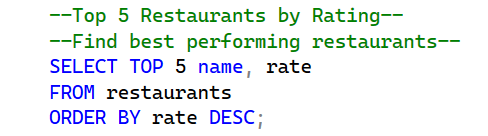 --Top 5 Restaurants by Rating--
--Find best performing restaurants--
SELECT TOP 5 name, rate
FROM restaurants
ORDER BY rate DESC;